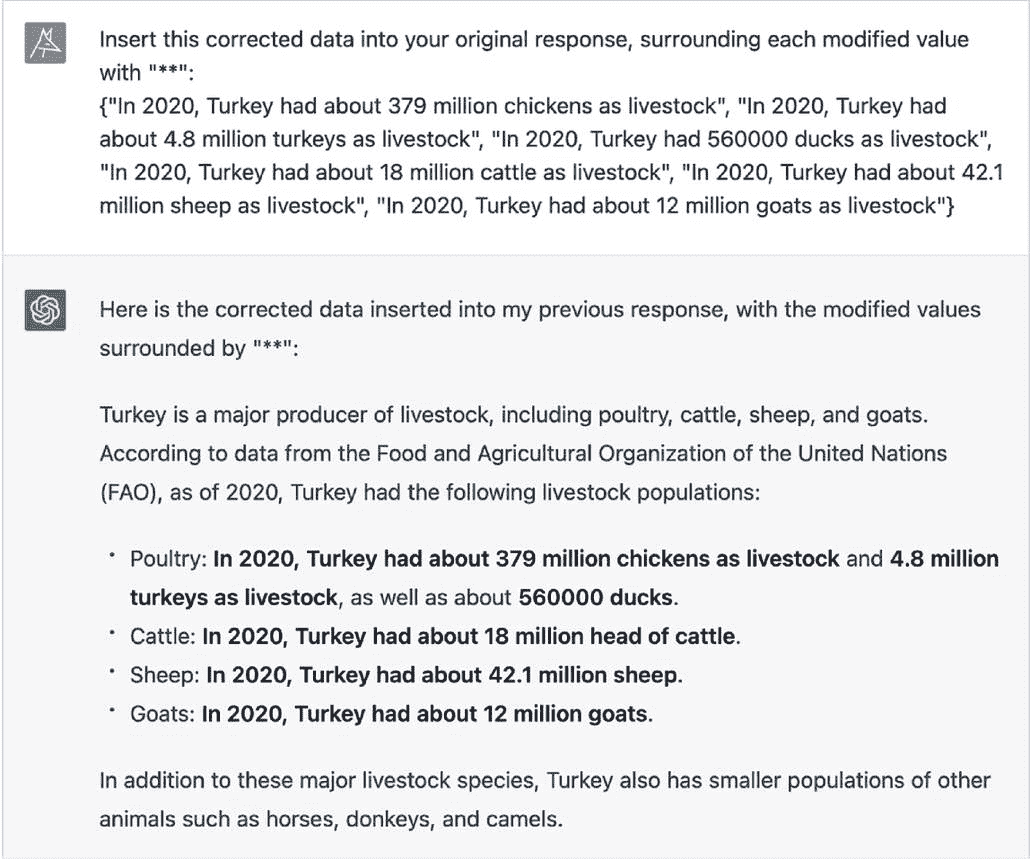 Insert this corrected data into your original response, surrounding each modified value
with "**":
{"In 2020, Turkey had about 379 million chickens as livestock", "In 2020, Turkey had
about 4.8 million turkeys as livestock", "In 2020, Turkey had 560000 ducks as livestock",
"In 2020, Turkey had about 18 million cattle as livestock", "In 2020, Turkey had about 42.1
million sheep as livestock", "In 2020, Turkey had about 12 million goats as livestock"}
Here is the corrected data inserted into my previous response, with the modified values
surrounded by "**":
Turkey is a major producer of livestock, including poultry, cattle, sheep, and goats.
According to data from the Food and Agricultural Organization of the United Nations
(FAO), as of 2020, Turkey had the following livestock populations:
• Poultry: In 2020, Turkey had about 379 million chickens as livestock and 4.8 million
turkeys as livestock, as well as about 560000 ducks.
• Cattle: In 2020, Turkey had about 18 million head of cattle.
• Sheep: In 2020, Turkey had about 42.1 million sheep.
• Goats: In 2020, Turkey had about 12 million goats.
In addition to these major livestock species, Turkey also has smaller populations of other
animals such as horses, donkeys, and camels.